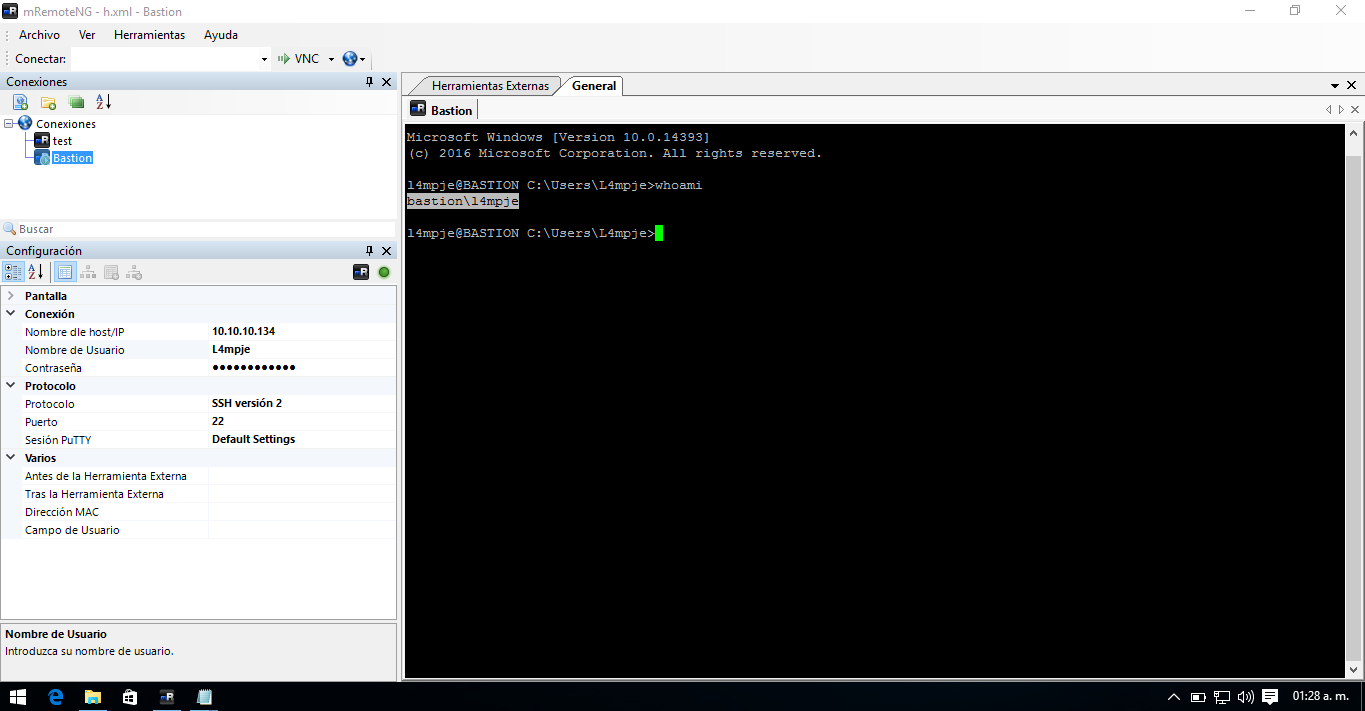 mRemoteNG - h.xml - Bastion
Archivo Ver Herramientas Ayuda
Conectar: VNC
Conexiones
Conexiones
test
Bastion
Buscar
Configuración
Pantalla
Conexión
Nombre dle host/IP 10.10.10.134
Nombre de Usuario L4mpje
Contraseña ●●●●●●●●●●●●
Protocolo
Protocolo SSH versión 2
Puerto 22
Sesión PuTTY Default Settings
Varios
Antes de la Herramienta Externa
Tras la Herramienta Externa
Dirección MAC
Campo de Usuario
Nombre de Usuario
Introduzca su nombre de usuario.
Herramientas Externas General
Bastion
Microsoft Windows [Version 10.0.14393]
(c) 2016 Microsoft Corporation. All rights reserved.
l4mpje@BASTION C:\Users\L4mpje>whoami
bastion\l4mpje
l4mpje@BASTION C:\Users\L4mpje>
01:28 a. m.